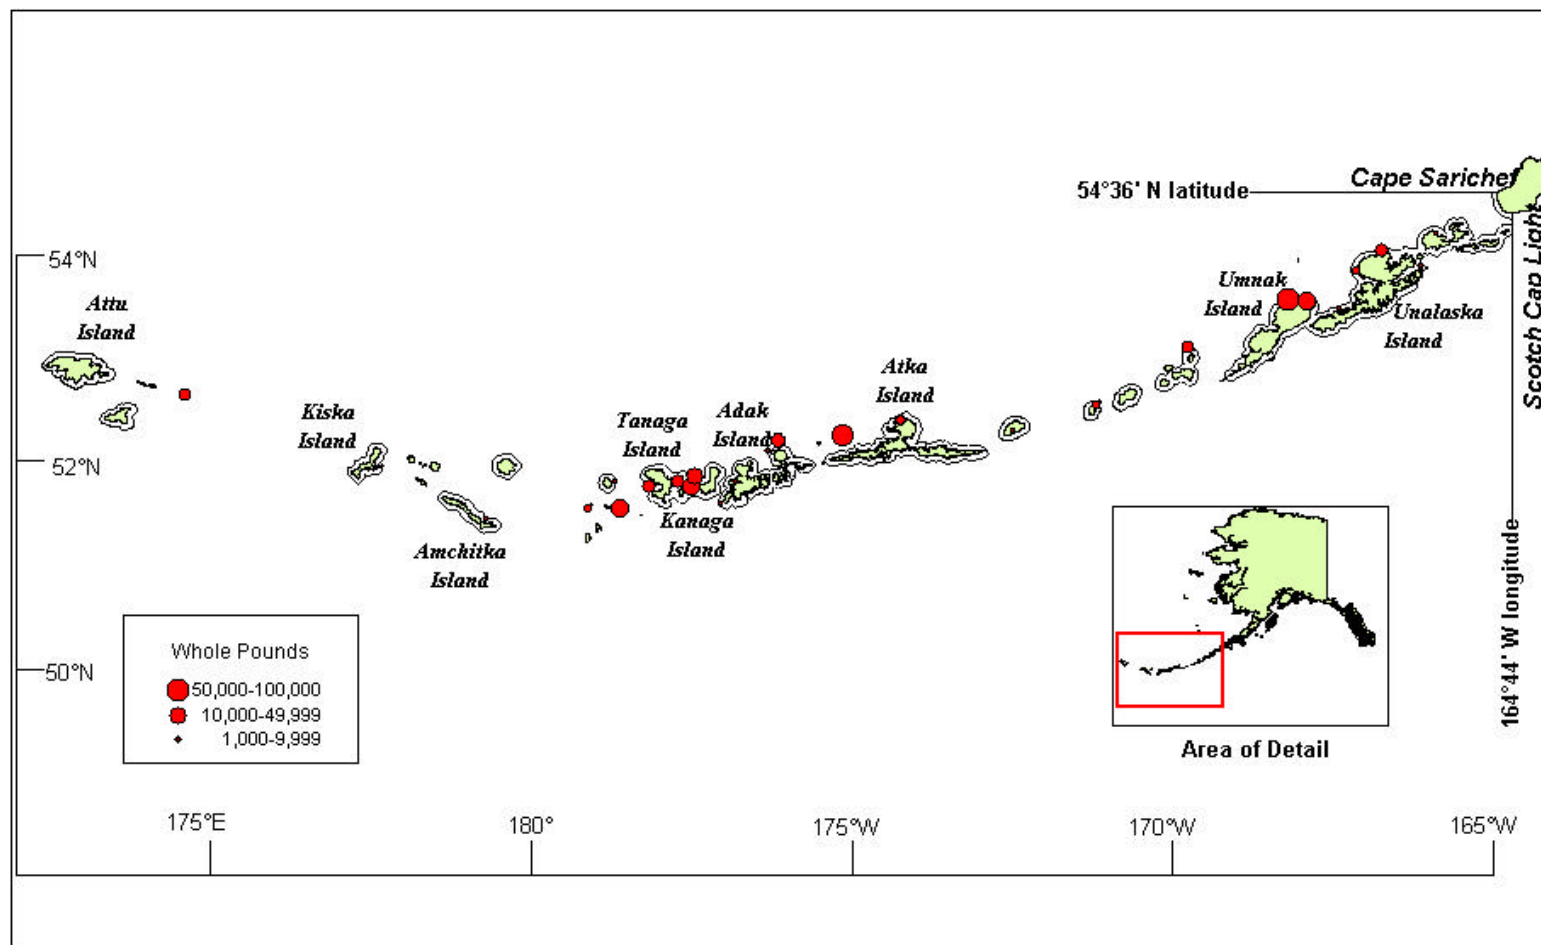 Cape Sarichef
54°36' N latitude
Scotch Cap Light
54°N
Attu
Island
Umnak
Island
Unalaska
Island
Atka
Island
Kiska
Island
Tanaga
Island
Adak
Island
52°N
Kanaga
Island
Amchitka
Island
164°44' W longitude
Whole Pounds
50,000-100,000
10,000-49,999
1,000-9,999
50°N
Area of Detail
175°E
180°
175°W
170°W
165°W